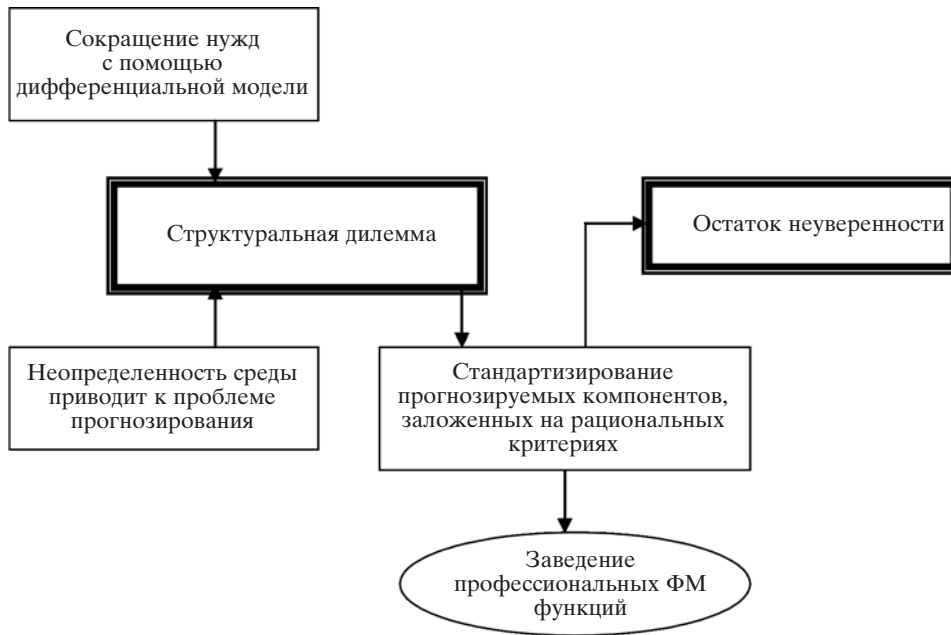 Сокращение нужд
с помощью
дифференциальной модели
Структуральная дилемма
Остаток неуверенности
Неопределенность среды
приводит к проблеме
прогнозирования
Стандартизирование
прогнозируемых компонентов,
заложенных на рациональных
критериях
Заведение
профессиональных ФМ
функций